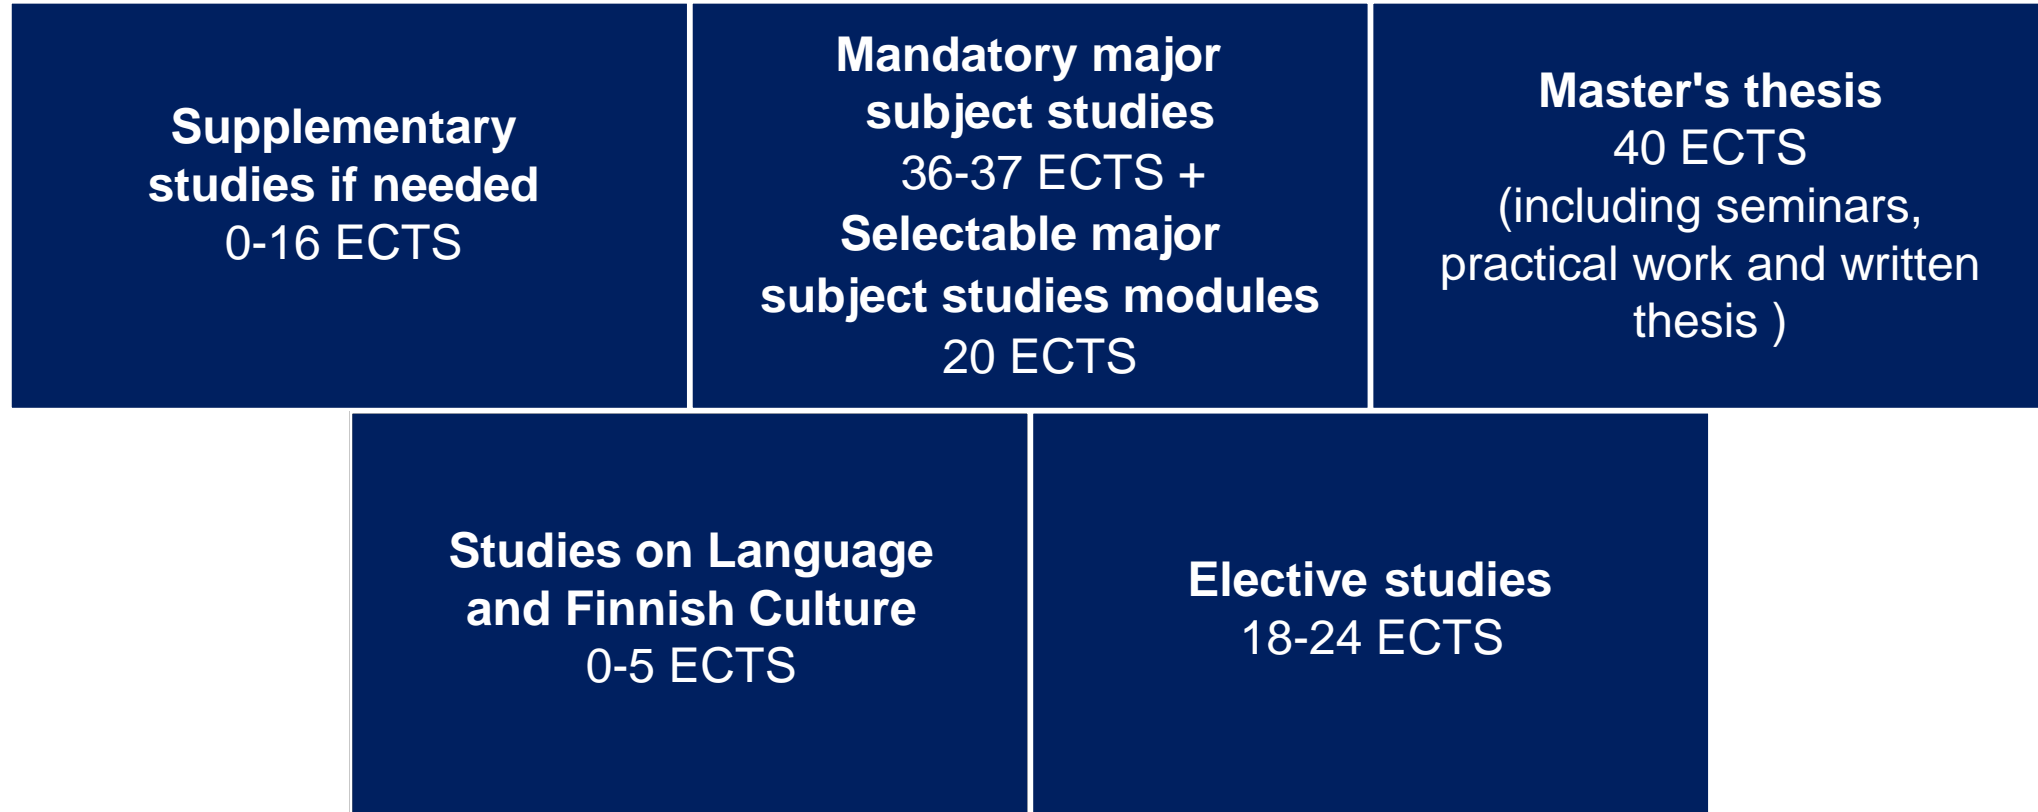 Supplementary
studies if needed
0-16 ECTS
Mandatory major
subject studies
36-37 ECTS +
Selectable major
subject studies modules
20 ECTS
Master's thesis
40 ECTS
(including seminars,
practical work and written
thesis )
Studies on Language
and Finnish Culture
0-5 ECTS
Elective studies
18-24 ECTS